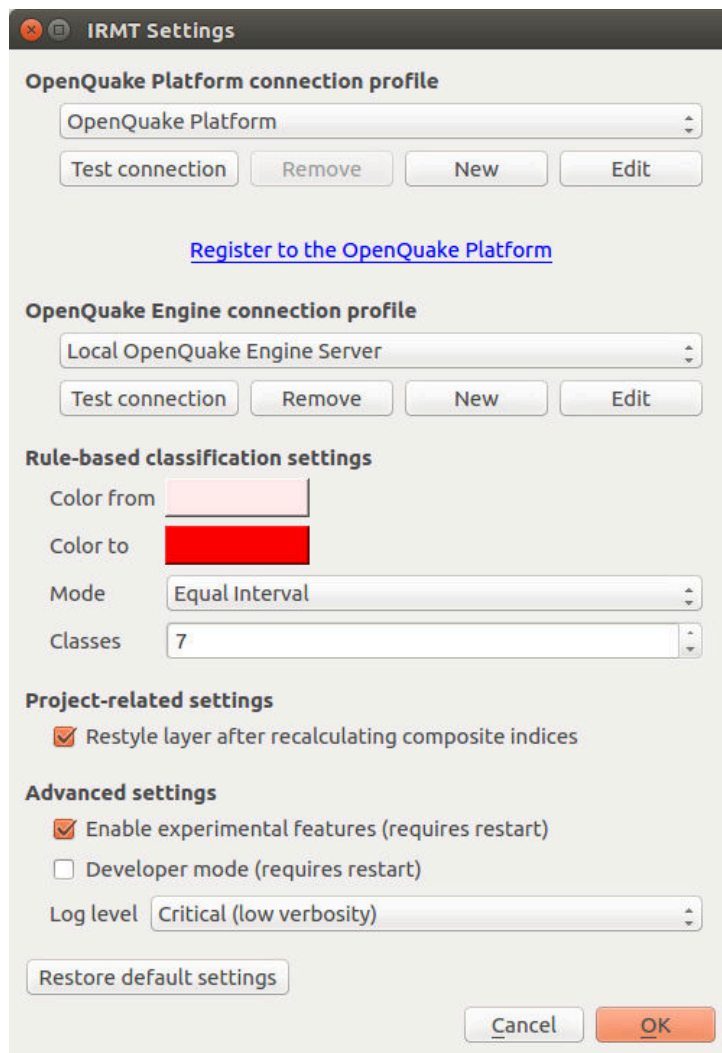 IRMT Settings
OpenQuake Platform connection profile
OpenQuake Platform
Test connection Remove New Edit
Register to the OpenQuake Platform
OpenQuake Engine connection profile
Local OpenQuake Engine Server
Test connection Remove New Edit
Rule-based classification settings
Color from
Color to
Mode Equal Interval
Classes 7
Project-related settings
Restyle layer after recalculating composite indices
Advanced settings
Enable experimental features (requires restart)
Developer mode (requires restart)
Log level Critical (low verbosity)
Restore default settings
Cancel OK